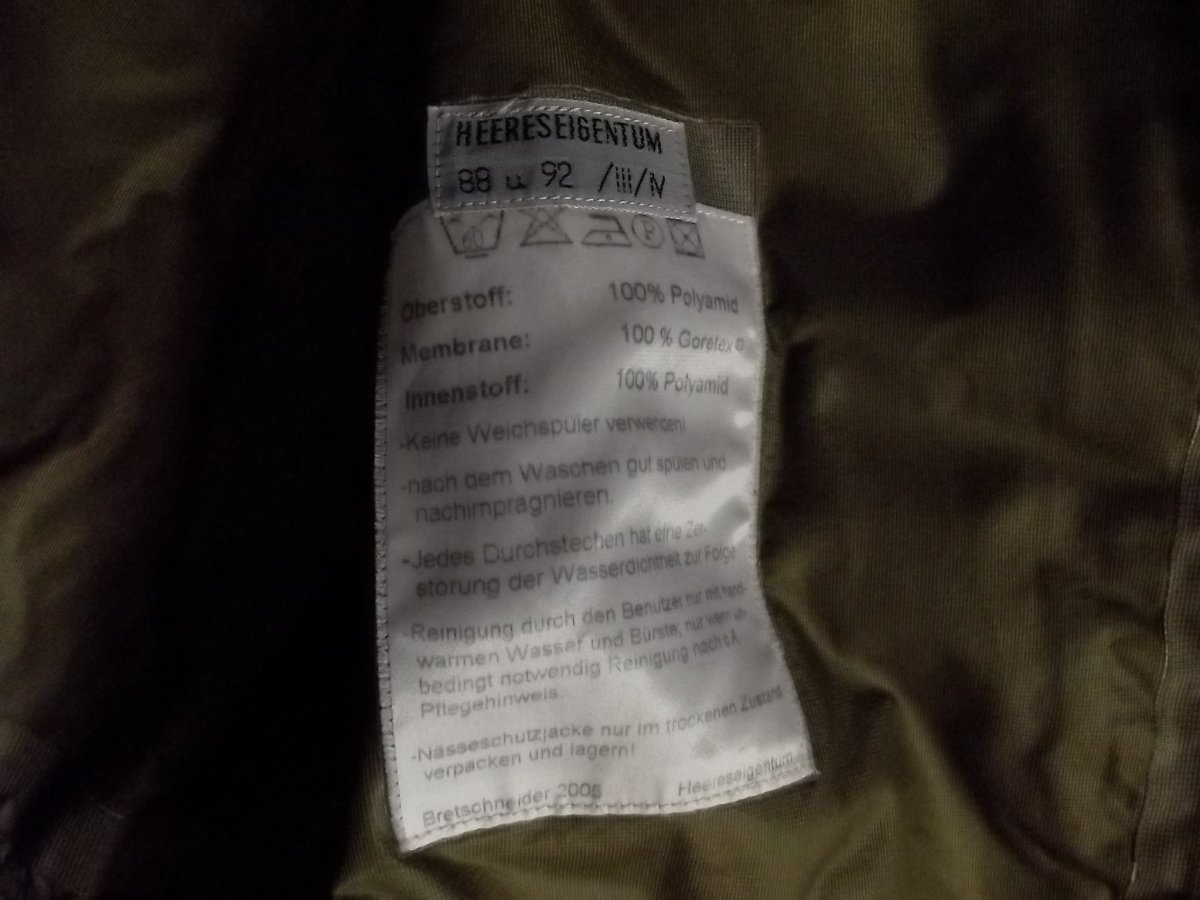 HEERESEIGENTUM
88 u 92 /III/IV
60 P
Oberstoff: 100% Polyamid
Membrane: 100 % Goretex®
Innenstoff: 100% Polyamid
-Keine Weichspüler verwenden!
-nach dem Waschen gut spülen und
nachimprägnieren.
-Jedes Durchstechen hat eine Zer-
störung der Wasserdichtheit zur Folge
-Reinigung durch den Benutzer nur mit hand-
warmen Wasser und Bürste, nur wenn un-
bedingt notwendig Reinigung nach s.A.
Pflegehinweis.
-Nässeschutzjacke nur im trockenen Zustand
verpacken und lagern!
Bretschneider Heereseigentum